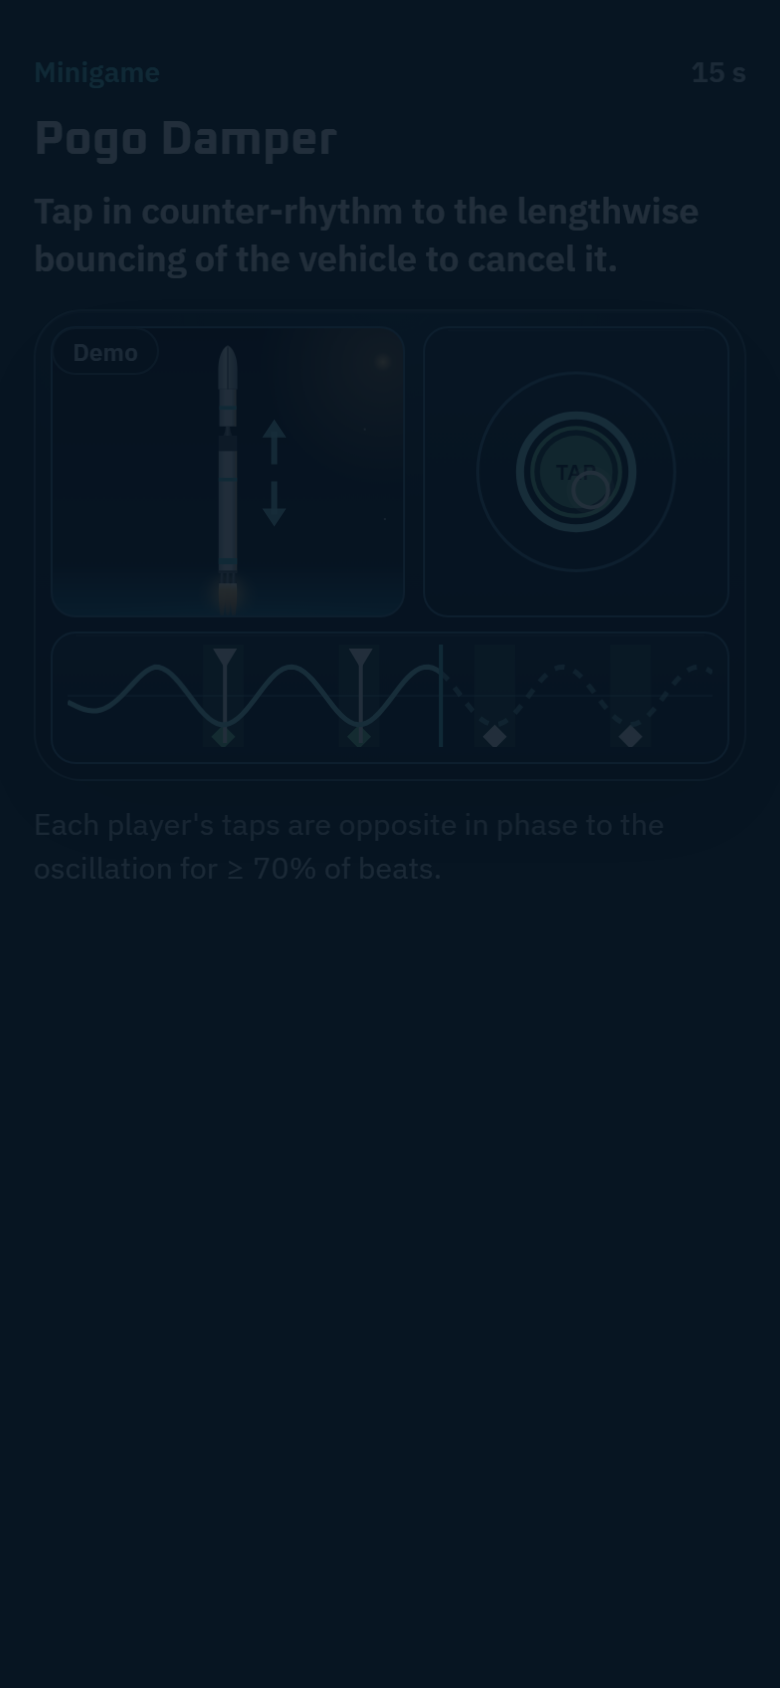 Minigame
15 s
Pogo Damper
Tap in counter-rhythm to the lengthwise
bouncing of the vehicle to cancel it.
Demo
TAP
Each player's taps are opposite in phase to the
oscillation for ≥ 70% of beats.